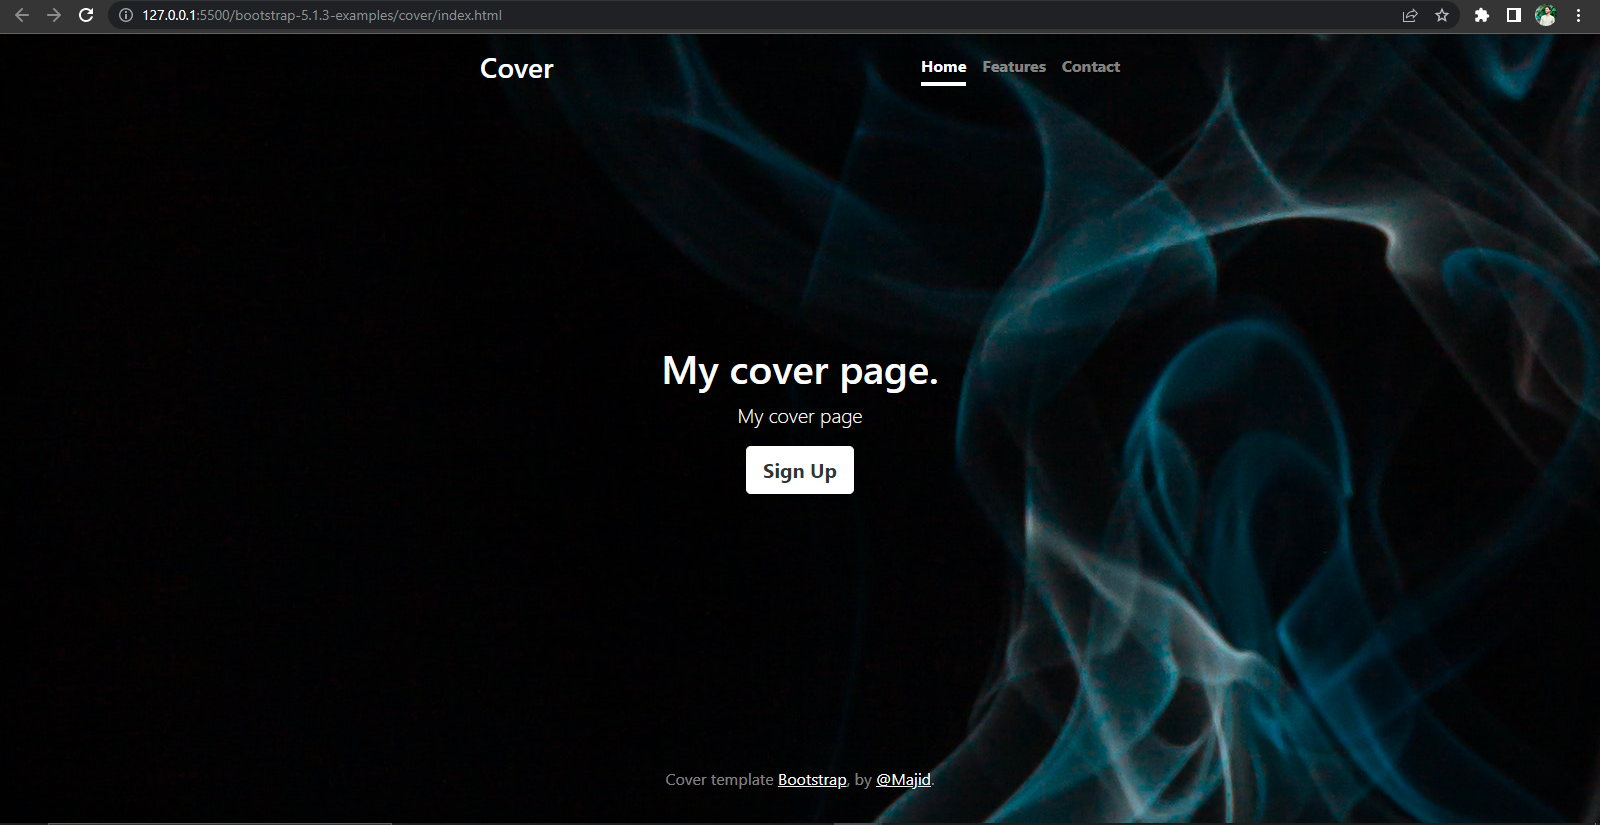 127.0.0.1:5500/bootstrap-5.1.3-examples/cover/index.html
Cover
Home Features Contact
My cover page.
My cover page
Sign Up
Cover template Bootstrap, by @Majid.